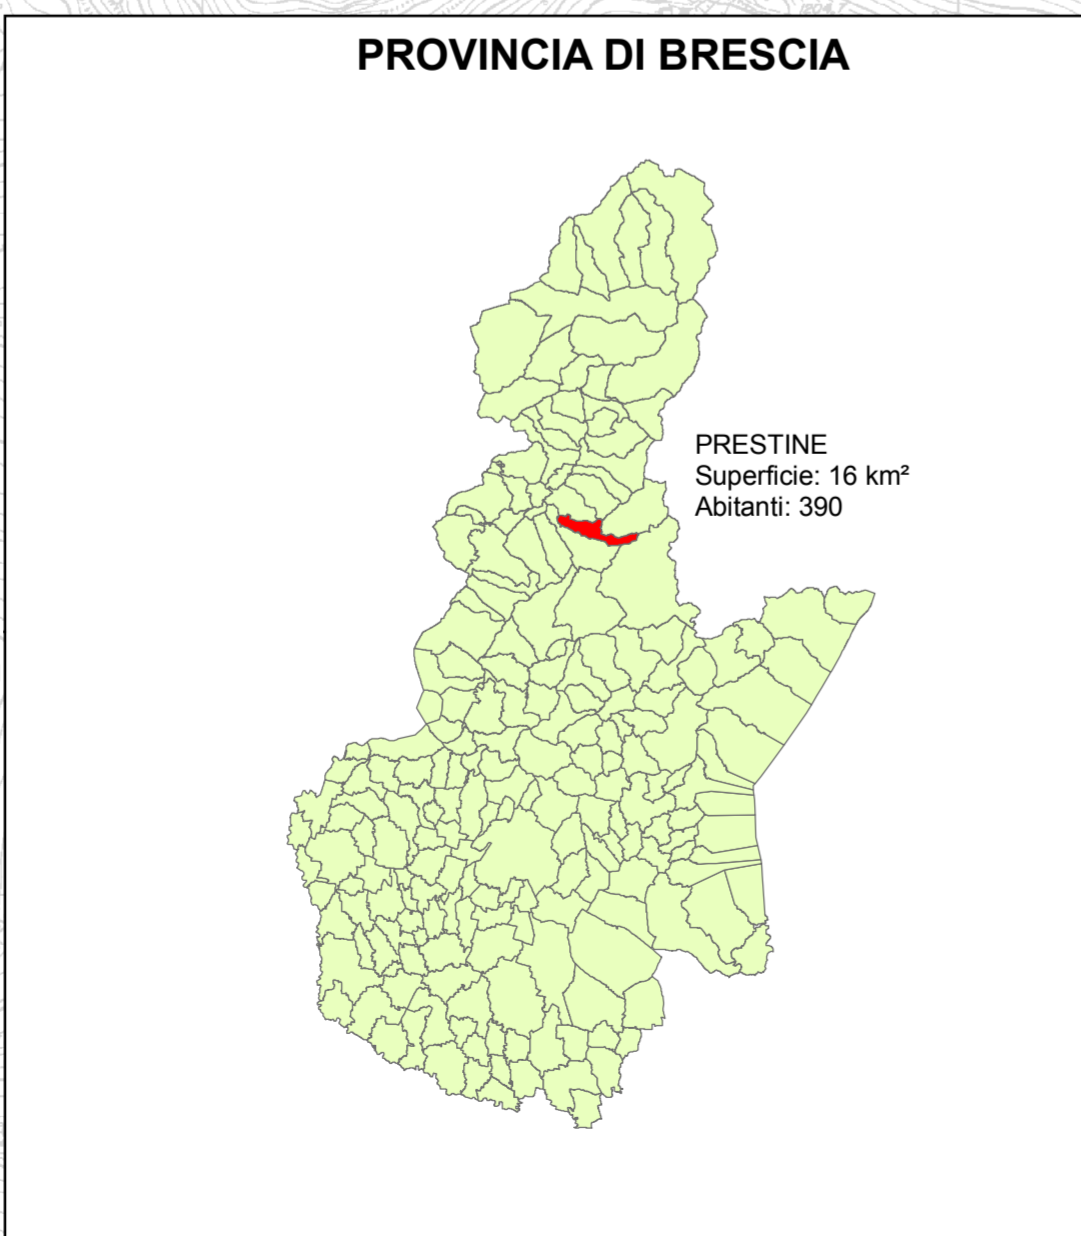 PROVINCIA DI BRESCIA
PRESTINE
Superficie: 16 km²
Abitanti: 390